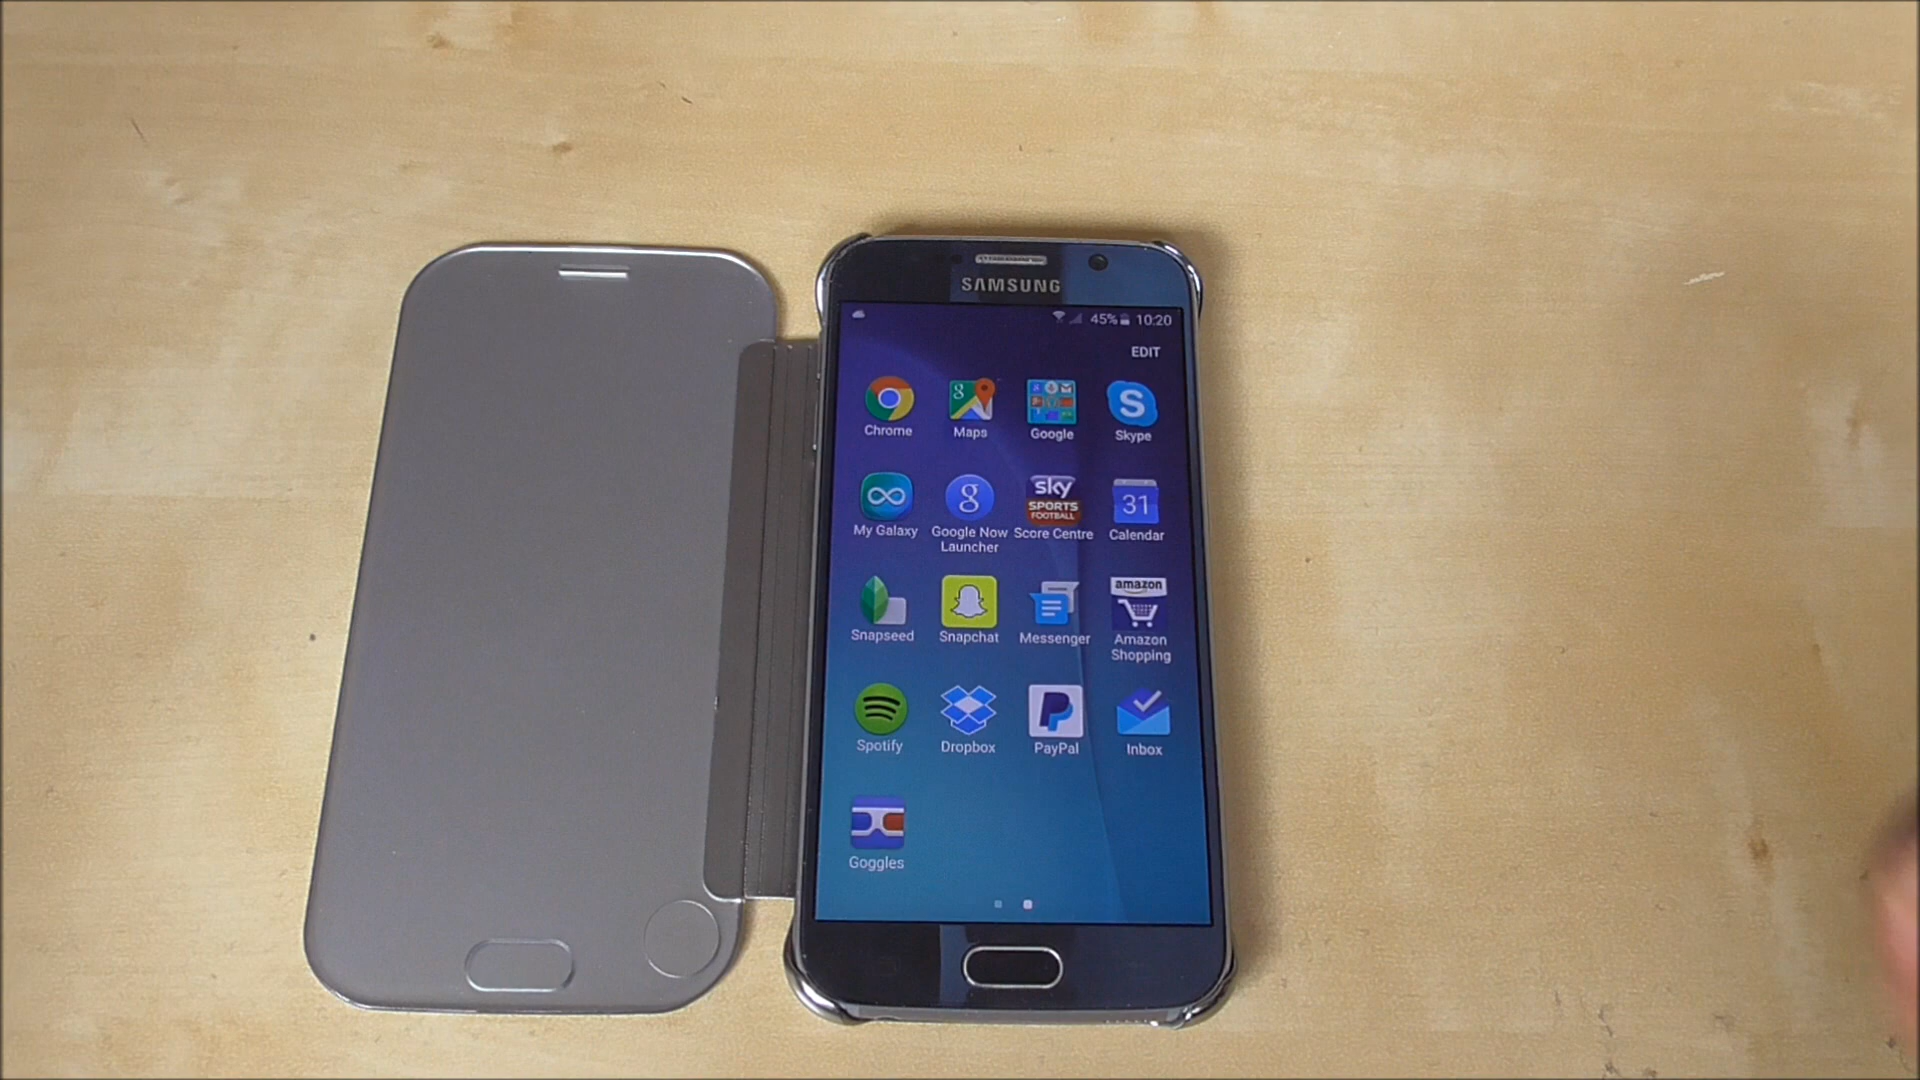 SAMSUNG
45% 10:20
EDIT
Chrome Maps Google Skype
sky
SPORTS
FOOTBALL
31
My Galaxy Google Now Launcher Score Centre Calendar
amazon
Snapseed Snapchat Messenger Amazon Shopping
Spotify Dropbox PayPal Inbox
Goggles